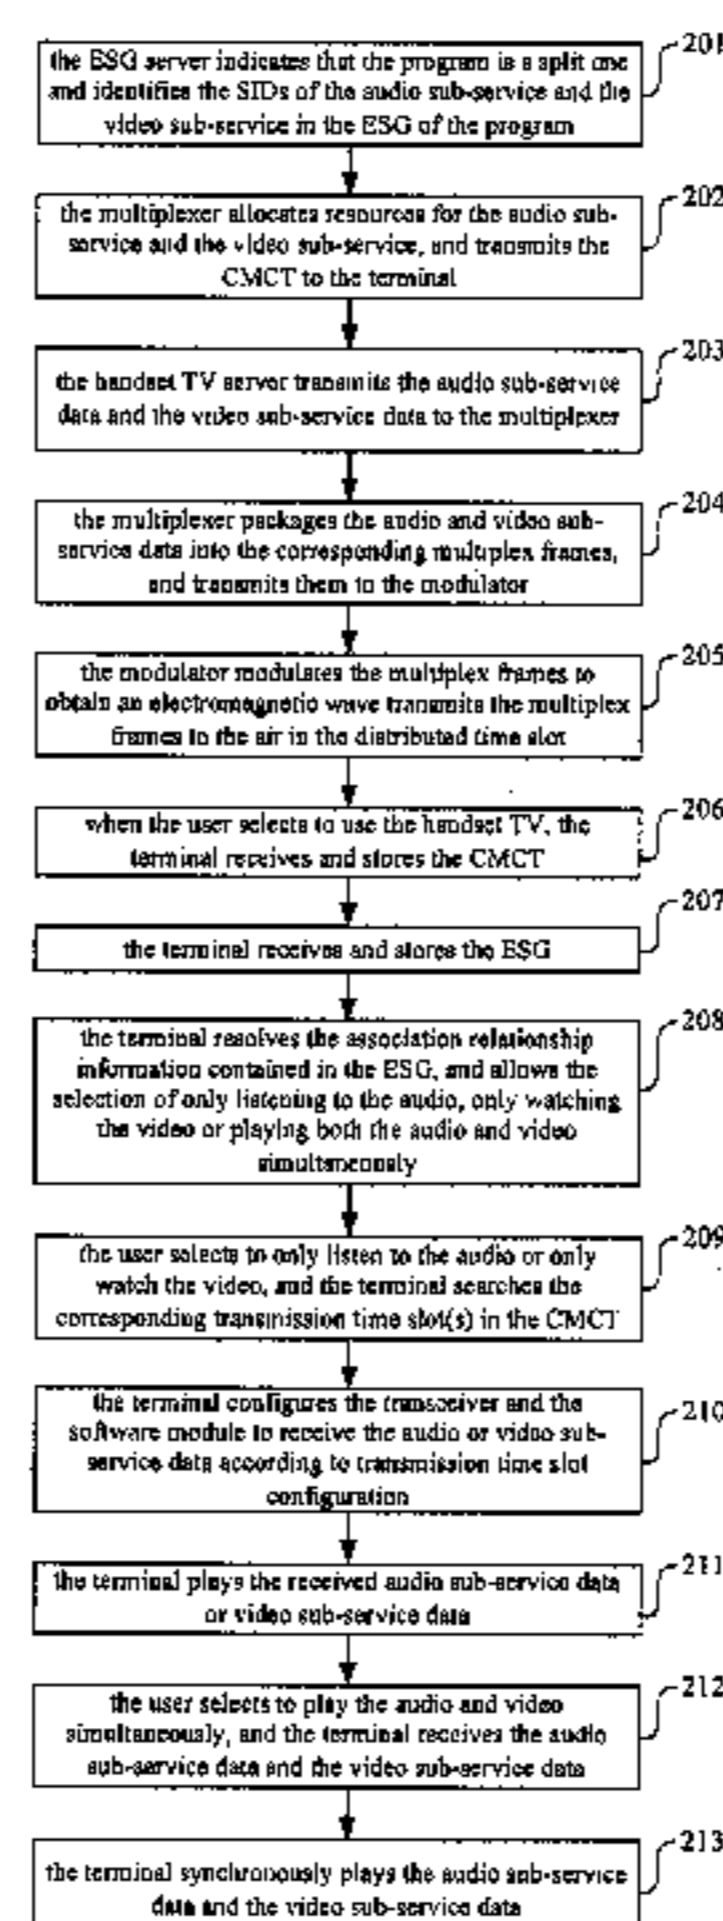 201
the ESG server indicates that the program is a split one
and identifies the SIDs of the audio sub-service and the
video sub-service in the ESG of the program
202
the multiplexer allocates resources for the audio sub-
service and the video sub-service, and transmits the
CMCT to the terminal
203
the handset TV server transmits the audio sub-service
data and the video sub-service data to the multiplexer
204
the multiplexer packages the audio and video sub-
service data into the corresponding multiplex frames,
and transmits them to the modulator
205
the modulator modulates the multiplex frames to
obtain an electromagnetic wave transmits the multiplex
frames to the air in the distributed time slot
206
when the user selects to use the handset TV, the
terminal receives and stores the CMCT
207
the terminal receives and stores the ESG
208
the terminal resolves the association relationship
information contained in the ESG, and allows the
selection of only listening to the audio, only watching
the video or playing both the audio and video
simultaneously
209
the user selects to only listen to the audio or only
watch the video, and the terminal searches the
corresponding transmission time slot(s) in the CMCT
210
the terminal configures the transceiver and the
software module to receive the audio or video sub-
service data according to transmission time slot
configuration
211
the terminal plays the received audio sub-service data
or video sub-service data
212
the user selects to play the audio and video
simultaneously, and the terminal receives the audio
sub-service data and the video sub-service data
213
the terminal synchronously plays the audio sub-service
data and the video sub-service data